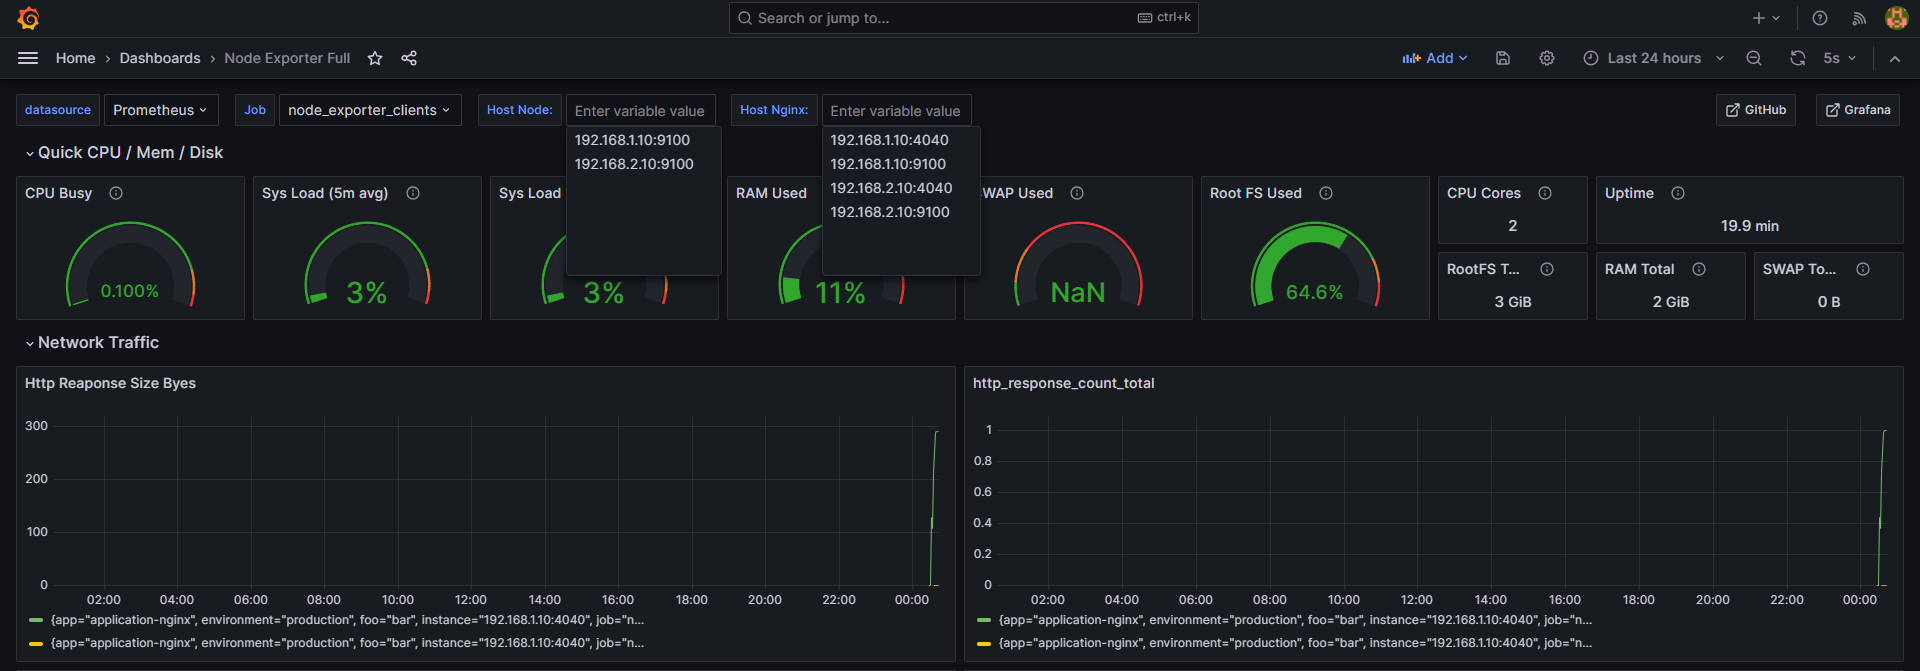 Search or jump to... ctrl+k
Home › Dashboards › Node Exporter Full
Add Last 24 hours 5s
datasource Prometheus Job node_exporter_clients Host Node: Enter variable value Host Nginx: Enter variable value GitHub Grafana
192.168.1.10:9100
192.168.2.10:9100
192.168.1.10:4040
192.168.1.10:9100
192.168.2.10:4040
192.168.2.10:9100
Quick CPU / Mem / Disk
CPU Busy
0.100%
Sys Load (5m avg)
3%
Sys Load
3%
RAM Used
11%
WAP Used
NaN
Root FS Used
64.6%
CPU Cores
2
Uptime
19.9 min
RootFS T...
3 GiB
RAM Total
2 GiB
SWAP To...
0 B
Network Traffic
Http Reaponse Size Byes
300
200
100
0
02:00 04:00 06:00 08:00 10:00 12:00 14:00 16:00 18:00 20:00 22:00 00:00
{app="application-nginx", environment="production", foo="bar", instance="192.168.1.10:4040", job="n...
{app="application-nginx", environment="production", foo="bar", instance="192.168.1.10:4040", job="n...
http_response_count_total
1
0.8
0.6
0.4
0.2
0
02:00 04:00 06:00 08:00 10:00 12:00 14:00 16:00 18:00 20:00 22:00 00:00
{app="application-nginx", environment="production", foo="bar", instance="192.168.1.10:4040", job="n...
{app="application-nginx", environment="production", foo="bar", instance="192.168.1.10:4040", job="n...